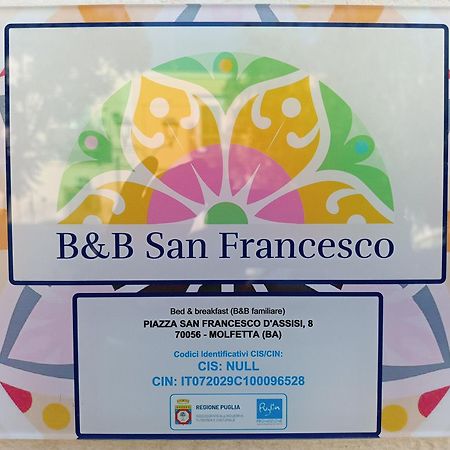 B&B San Francesco
Bed & breakfast (B&B familiare)
PIAZZA SAN FRANCESCO D'ASSISI, 8
70056 - MOLFETTA (BA)
Codici Identificativi CIS/CIN:
CIS: NULL
CIN: IT072029C100096528
REGIONE PUGLIA